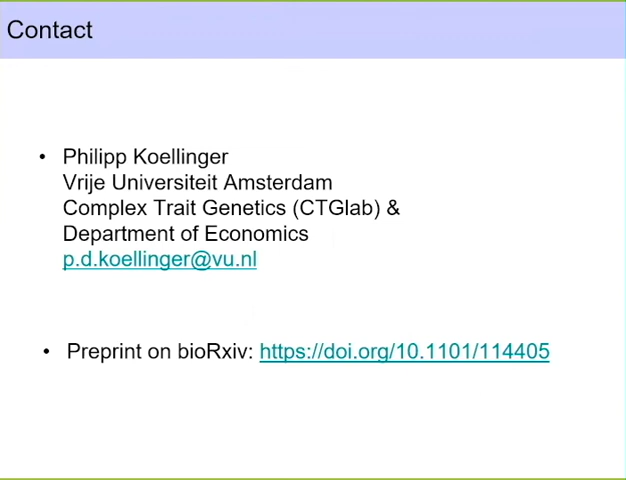 Contact
• Philipp Koellinger
Vrije Universiteit Amsterdam
Complex Trait Genetics (CTGlab) &
Department of Economics
p.d.koellinger@vu.nl
• Preprint on bioRxiv: https://doi.org/10.1101/114405